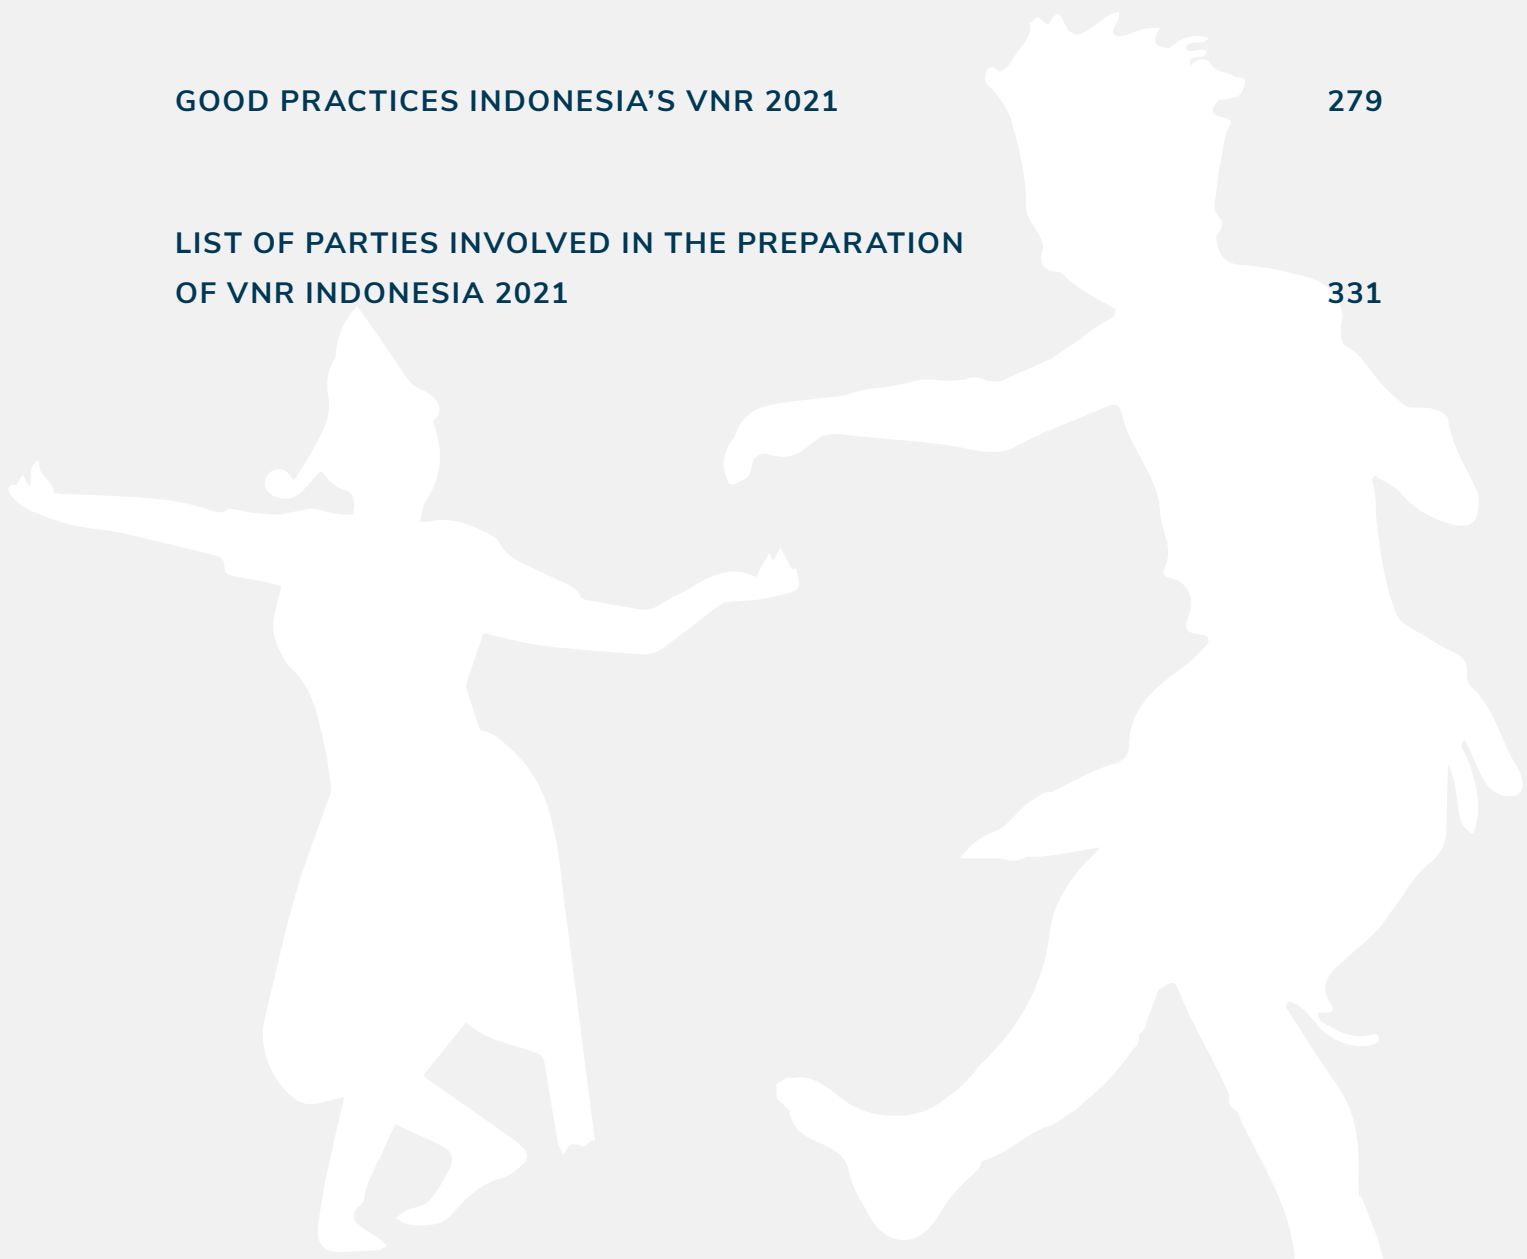 GOOD PRACTICES INDONESIA’S VNR 2021 279
LIST OF PARTIES INVOLVED IN THE PREPARATION
OF VNR INDONESIA 2021 331